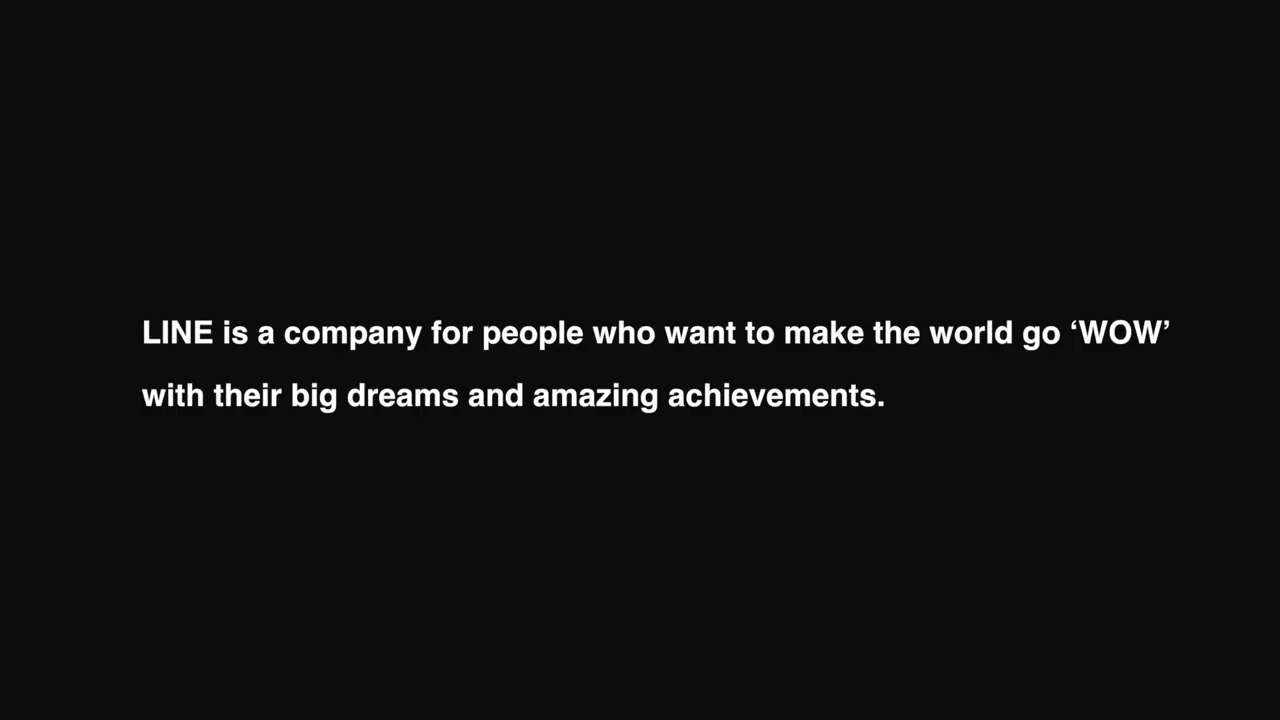 LINE is a company for people who want to make the world go ‘WOW’
with their big dreams and amazing achievements.